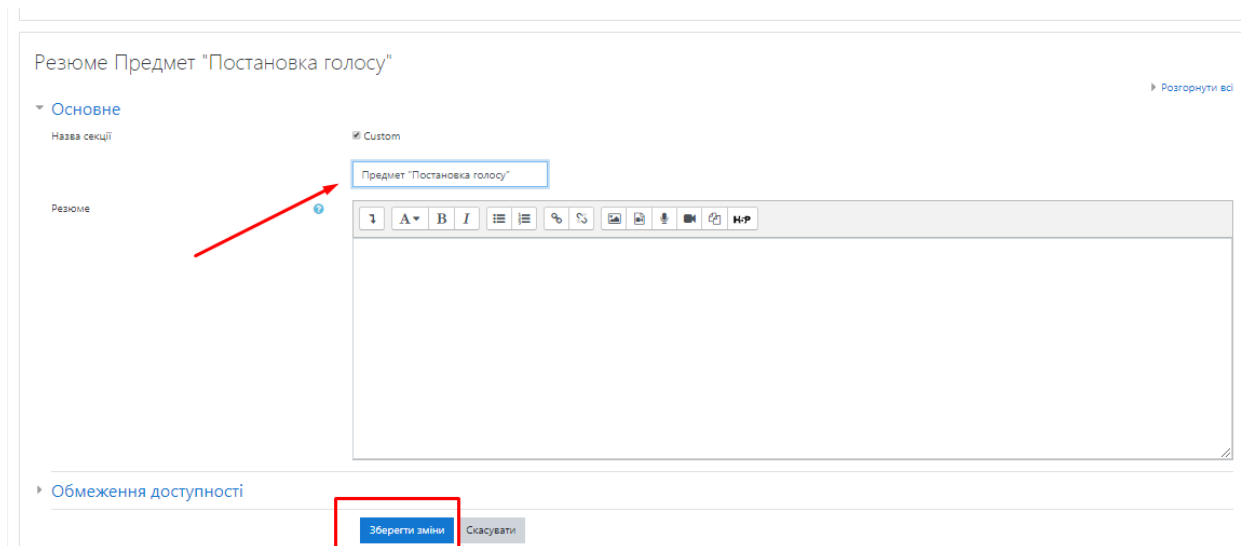 Резюме Предмет "Постановка голосу"
Розгорнути всі
Основне
Назва секції
Custom
Предмет "Постановка голосу"
Резюме
A B I H-P
Обмеження доступності
Зберегти зміни Скасувати